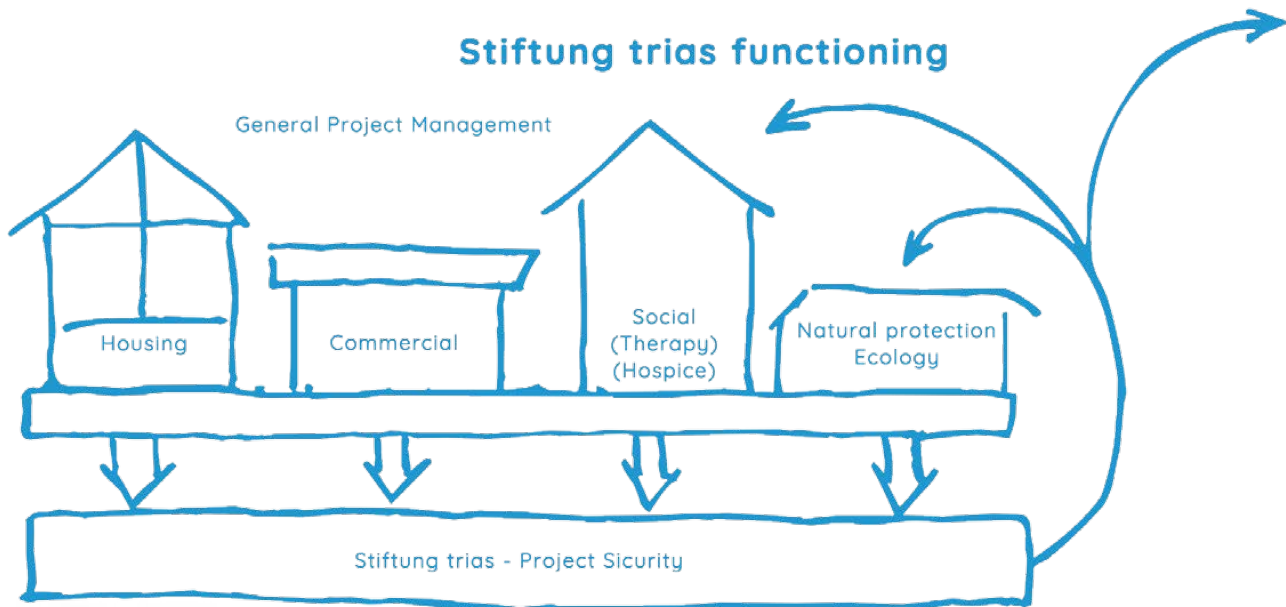 Stiftung trias functioning
General Project Management
Housing
Commercial
Social
(Therapy)
(Hospice)
Natural protection
Ecology
Stiftung trias - Project Sicurity